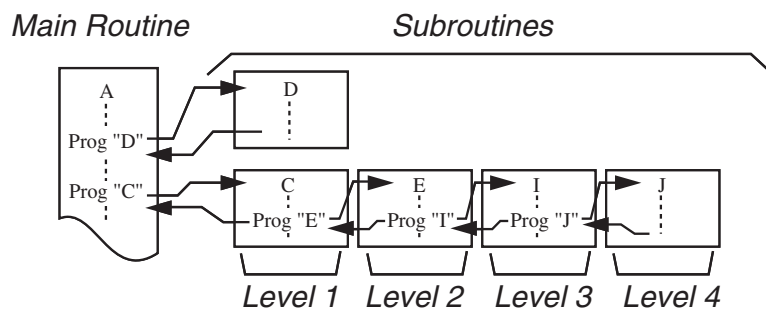 Main Routine Subroutines
A D
Prog "D"
Prog "C" C E I J
Prog "E" Prog "I" Prog "J"
Level 1 Level 2 Level 3 Level 4